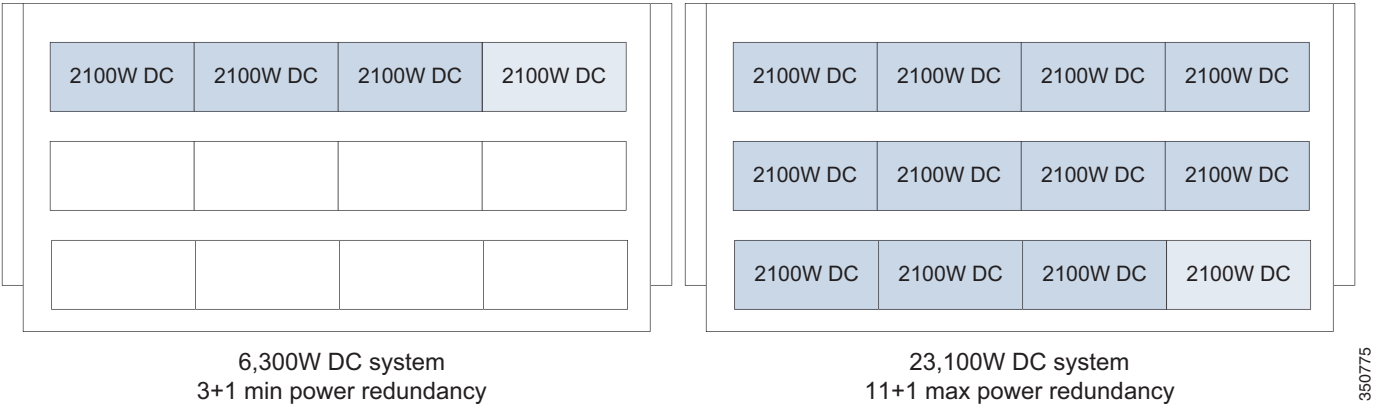 2100W DC 2100W DC 2100W DC 2100W DC
6,300W DC system
3+1 min power redundancy
2100W DC 2100W DC 2100W DC 2100W DC
2100W DC 2100W DC 2100W DC 2100W DC
2100W DC 2100W DC 2100W DC 2100W DC
23,100W DC system
11+1 max power redundancy
350775